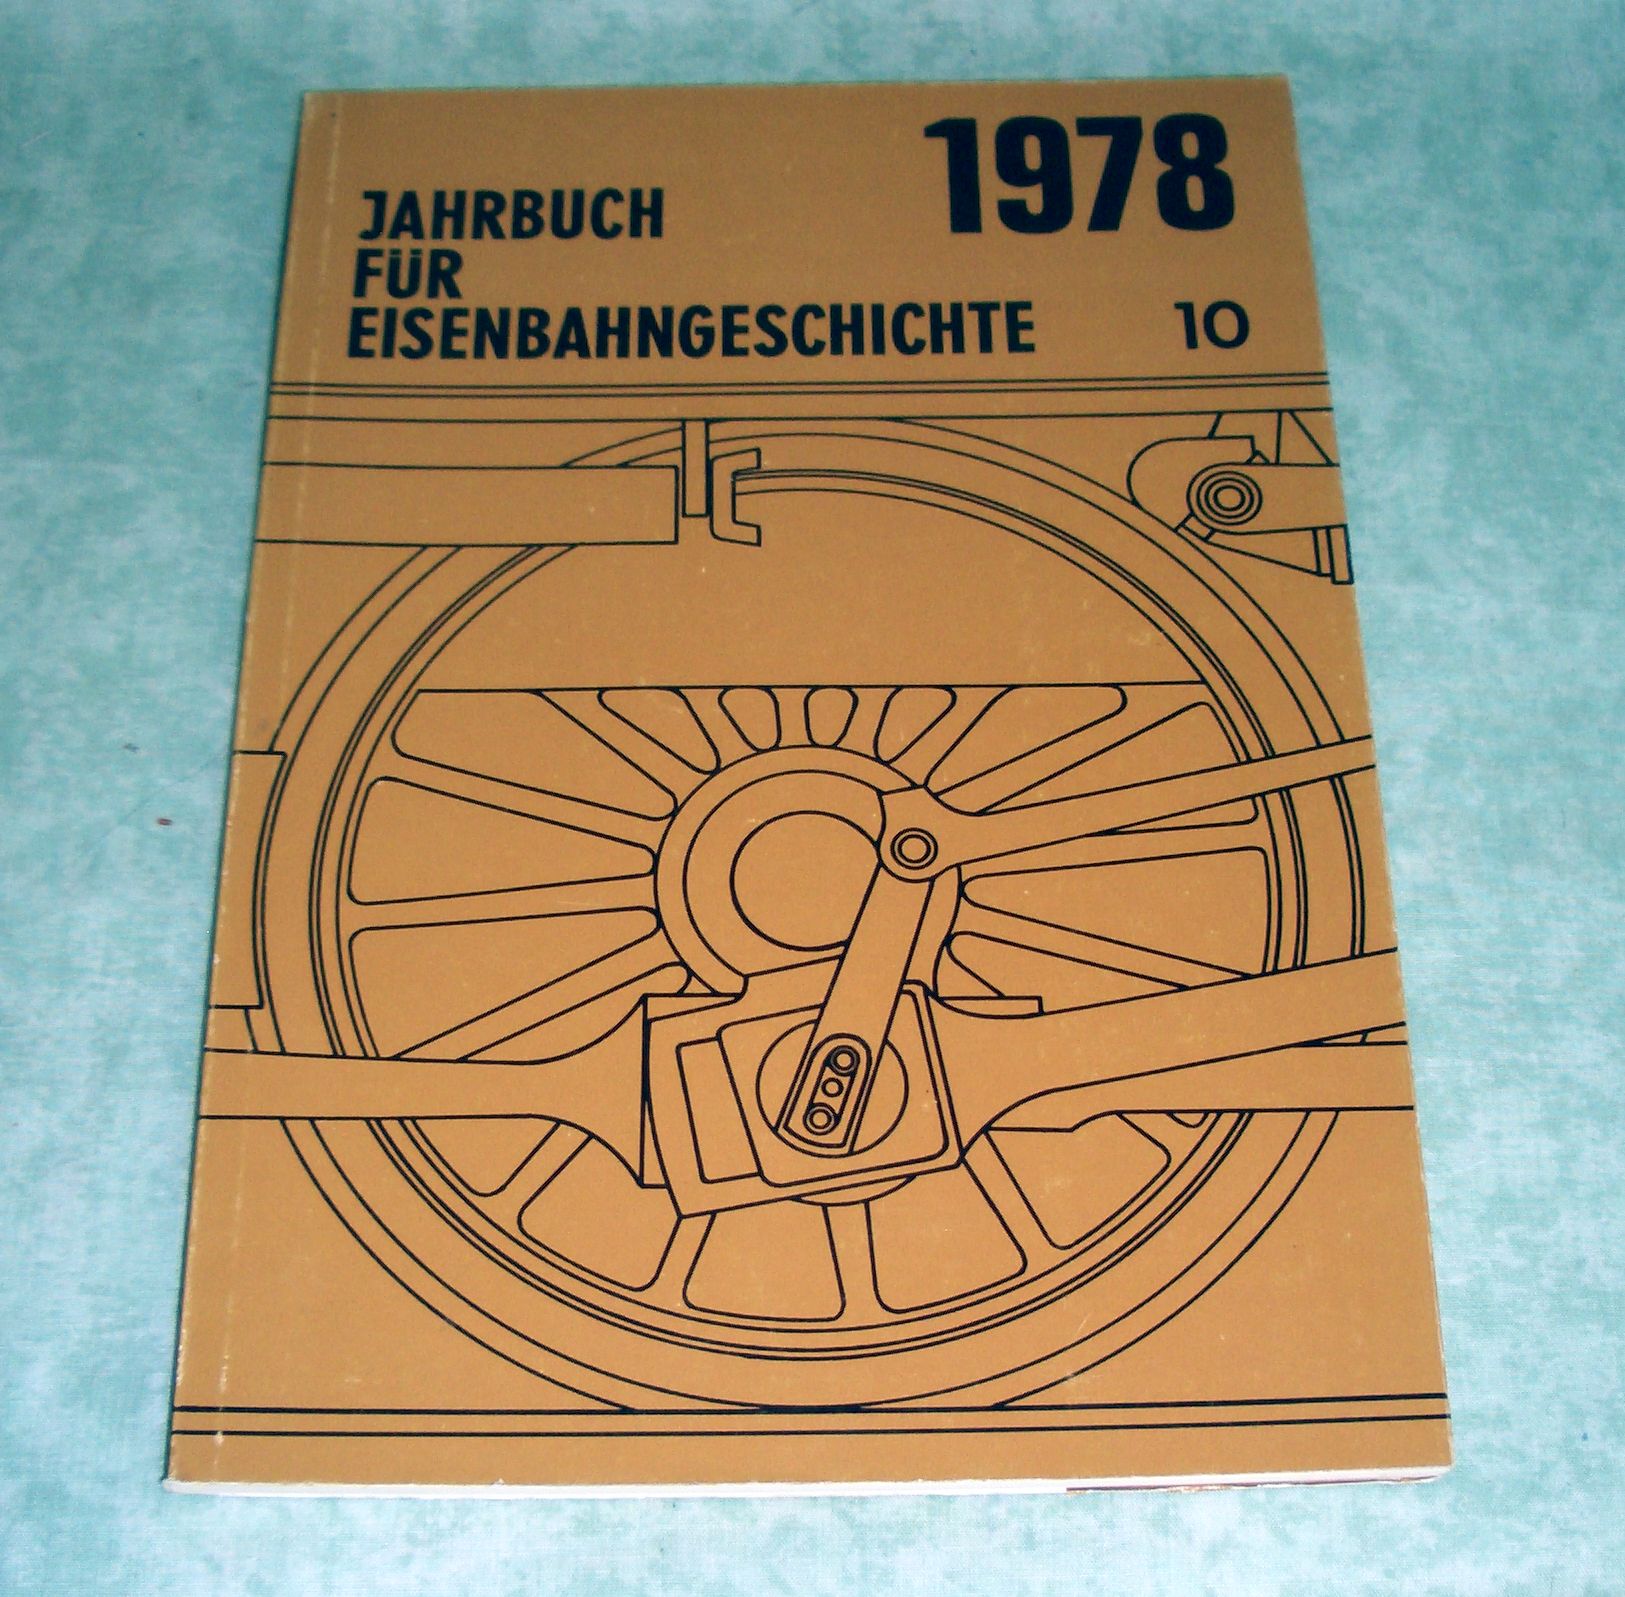 1978
JAHRBUCH
FÜR
EISENBAHNGESCHICHTE 10